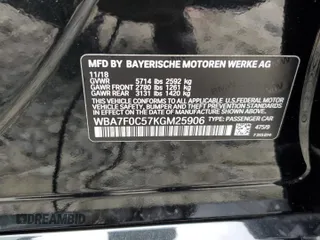 MFD BY BAYERISCHE MOTOREN WERKE AG
11/18
GVWR 5714 lbs 2592 kg
GAWR FRONT 2780 lbs 1261 kg
GAWR REAR 3131 lbs 1420 kg
THIS VEHICLE CONFORMS TO ALL APPLICABLE FEDERAL MOTOR VEHICLE
SAFETY, BUMPER, AND THEFT PREVENTION STANDARDS
IN EFFECT ON THE DATE OF MANUFACTURE SHOWN ABOVE.
WBA7F0C57KGM25906 TYPE: PASSENGER CAR
475/9
DREAMBID